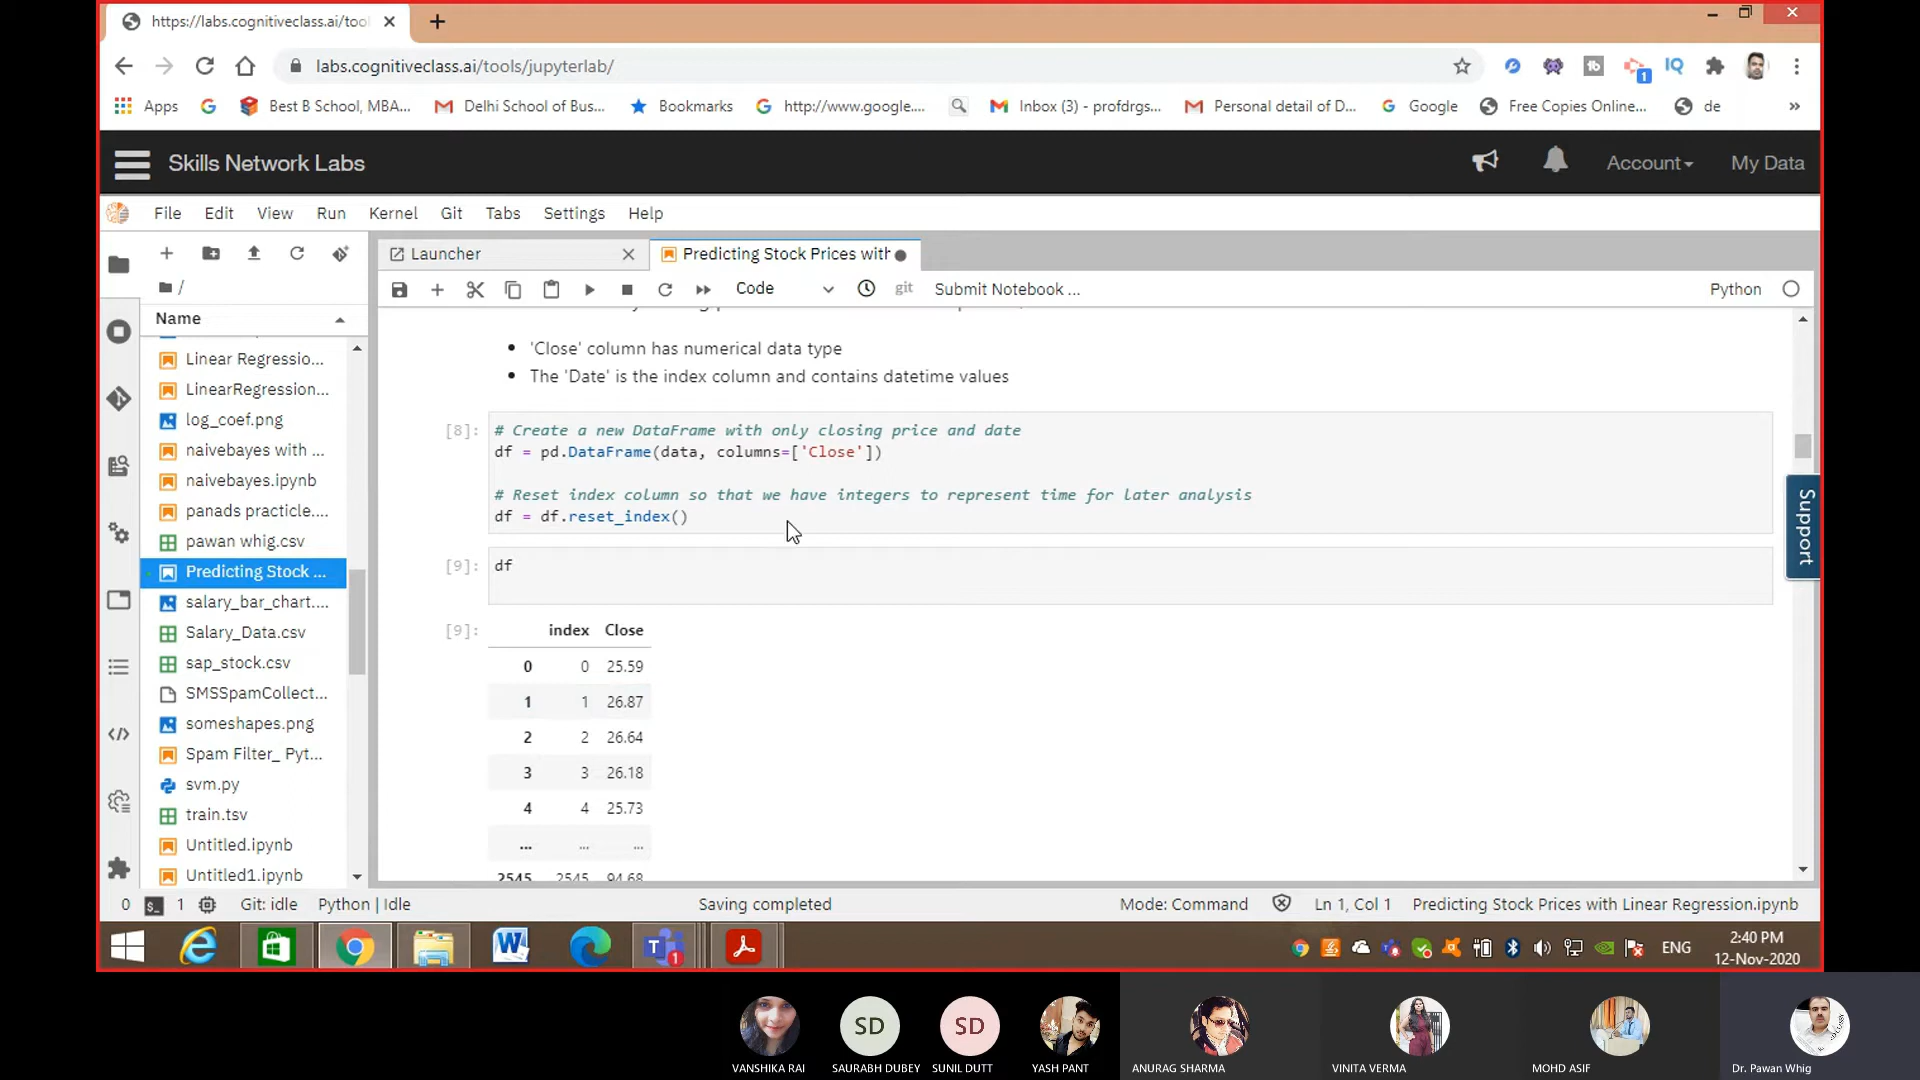 https://labs.cognitiveclass.ai/too
labs.cognitiveclass.ai/tools/jupyterlab/
1
IQ
Apps
Best B School, MBA...
Delhi School of Bus...
Bookmarks
http://www.google....
Inbox (3) - profdrgs...
Personal detail of D...
Google
Free Copies Online...
de
»
Skills Network Labs
Account
My Data
File
Edit
View
Run
Kernel
Git
Tabs
Settings
Help
Launcher
Predicting Stock Prices with
/
Code
git
Submit Notebook ...
Python
Name
Linear Regressio...
LinearRegression...
log_coef.png
naivebayes with ...
naivebayes.ipynb
panads practicle....
pawan whig.csv
Predicting Stock ...
salary_bar_chart....
Salary_Data.csv
sap_stock.csv
SMSSpamCollect...
someshapes.png
Spam Filter_ Pyt...
svm.py
train.tsv
Untitled.ipynb
Untitled1.ipynb
• 'Close' column has numerical data type
• The 'Date' is the index column and contains datetime values
[8]:
# Create a new DataFrame with only closing price and date
df = pd.DataFrame(data, columns=['Close'])
# Reset index column so that we have integers to represent time for later analysis
df = df.reset_index()
[9]: df
[9]:
index Close
0 0 25.59
1 1 26.87
2 2 26.64
3 3 26.18
4 4 25.73
... ... ...
2545 2545 94.68
Support
0
1
Git: idle
Python | Idle
Saving completed
Mode: Command
Ln 1, Col 1
Predicting Stock Prices with Linear Regression.ipynb
1
ENG
2:40 PM
12-Nov-2020
SD
SD
VANSHIKA RAI
SAURABH DUBEY
SUNIL DUTT
YASH PANT
ANURAG SHARMA
VINITA VERMA
MOHD ASIF
Dr. Pawan Whig